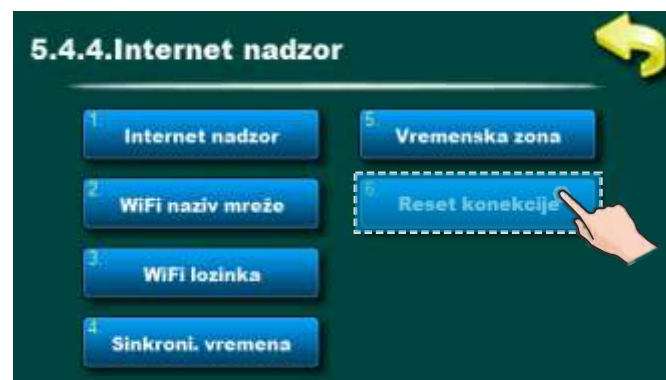 5.4.4.Internet nadzor
1. Internet nadzor
2. WiFi naziv mreže
3. WiFi lozinka
4. Sinkroni. vremena
5. Vremenska zona
6. Reset konekcije